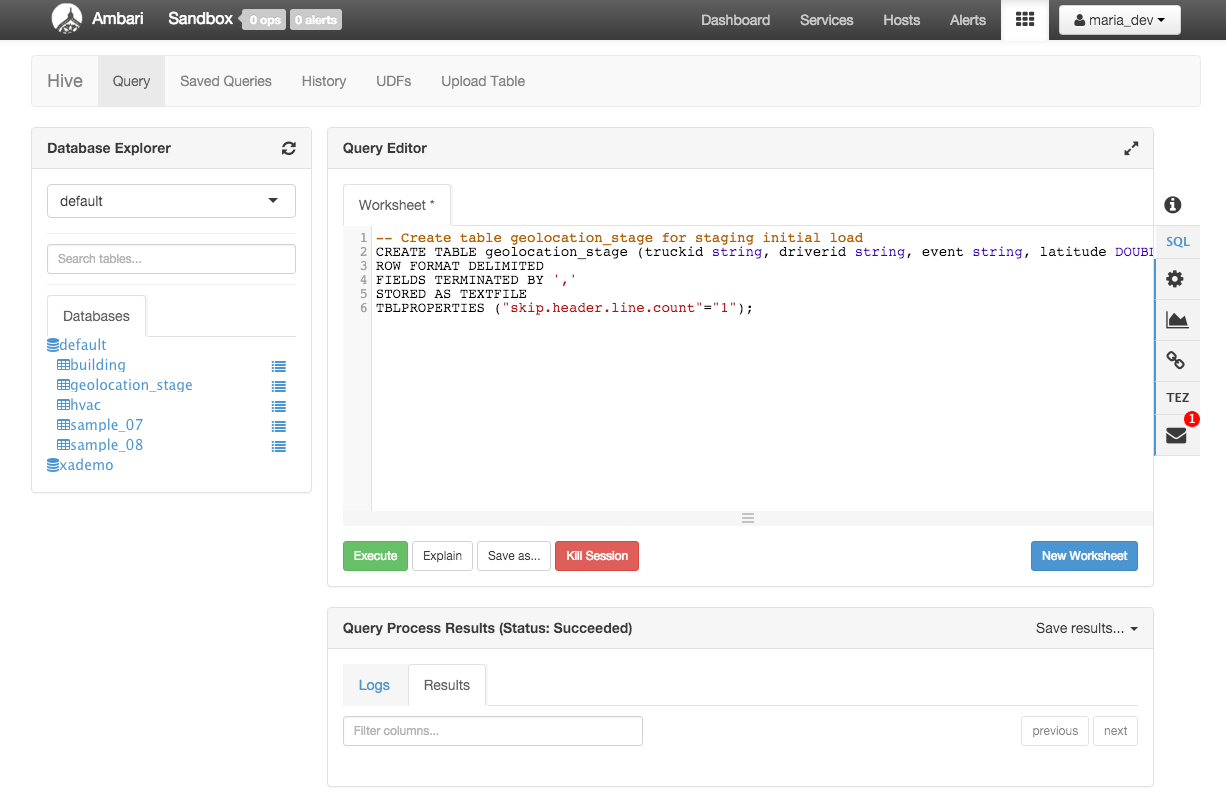 Ambari Sandbox 0 ops 0 alerts Dashboard Services Hosts Alerts maria_dev
Hive Query Saved Queries History UDFs Upload Table
Database Explorer
default
Search tables...
Databases
default
building
geolocation_stage
hvac
sample_07
sample_08
xademo
Query Editor
Worksheet *
1 -- Create table geolocation_stage for staging initial load
2 CREATE TABLE geolocation_stage (truckid string, driverid string, event string, latitude DOUBL
3 ROW FORMAT DELIMITED
4 FIELDS TERMINATED BY ','
5 STORED AS TEXTFILE
6 TBLPROPERTIES ("skip.header.line.count"="1");
Execute Explain Save as... Kill Session New Worksheet
SQL
TEZ
1
Query Process Results (Status: Succeeded) Save results...
Logs Results
Filter columns... previous next